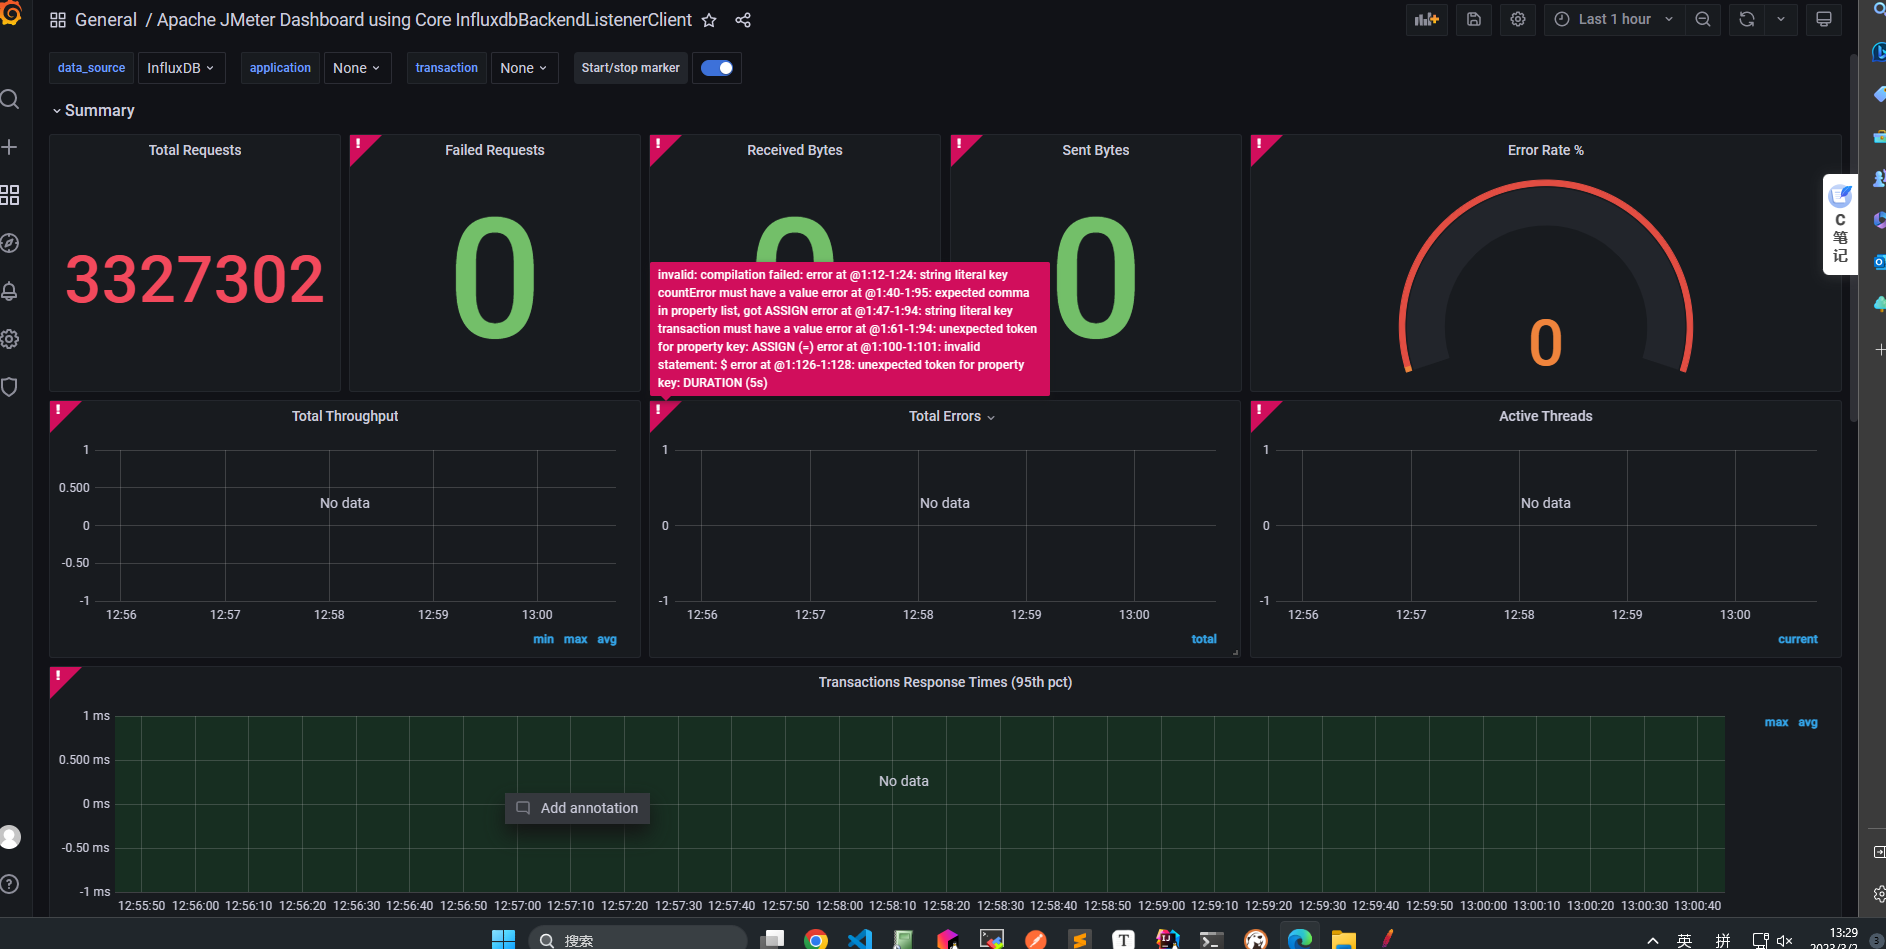 General / Apache JMeter Dashboard using Core InfluxdbBackendListenerClient
Last 1 hour
data_source InfluxDB application None transaction None Start/stop marker
Summary
Total Requests
3327302
Failed Requests
0
Received Bytes
Sent Bytes
0
Error Rate %
0
invalid: compilation failed: error at @1:12-1:24: string literal key
countError must have a value error at @1:40-1:95: expected comma
in property list, got ASSIGN error at @1:47-1:94: string literal key
transaction must have a value error at @1:61-1:94: unexpected token
for property key: ASSIGN (=) error at @1:100-1:101: invalid
statement: $ error at @1:126-1:128: unexpected token for property
key: DURATION (5s)
C
笔
记
Total Throughput
1
0.500
0
-0.50
-1
No data
12:56 12:57 12:58 12:59 13:00
min max avg
Total Errors
1
0
-1
No data
12:56 12:57 12:58 12:59 13:00
total
Active Threads
1
0
-1
No data
12:56 12:57 12:58 12:59 13:00
current
Transactions Response Times (95th pct)
1 ms
0.500 ms
0 ms
-0.50 ms
-1 ms
No data
max avg
Add annotation
12:55:50 12:56:00 12:56:10 12:56:20 12:56:30 12:56:40 12:56:50 12:57:00 12:57:10 12:57:20 12:57:30 12:57:40 12:57:50 12:58:00 12:58:10 12:58:20 12:58:30 12:58:40 12:58:50 12:59:00 12:59:10 12:59:20 12:59:30 12:59:40 12:59:50 13:00:00 13:00:10 13:00:20 13:00:30 13:00:40
搜索
英 拼
13:29